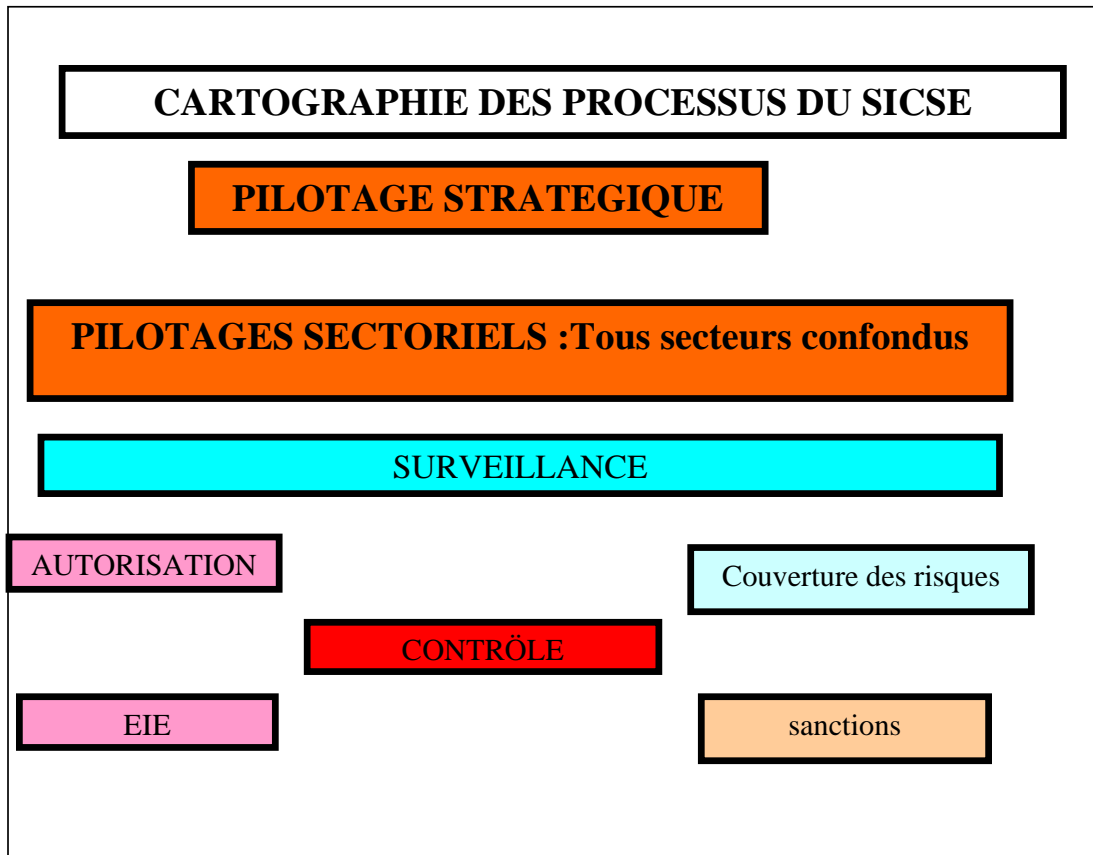 CARTOGRAPHIE DES PROCESSUS DU SICSE
PILOTAGE STRATEGIQUE
PILOTAGES SECTORIELS :Tous secteurs confondus
SURVEILLANCE
AUTORISATION
Couverture des risques
CONTRÖLE
EIE
sanctions